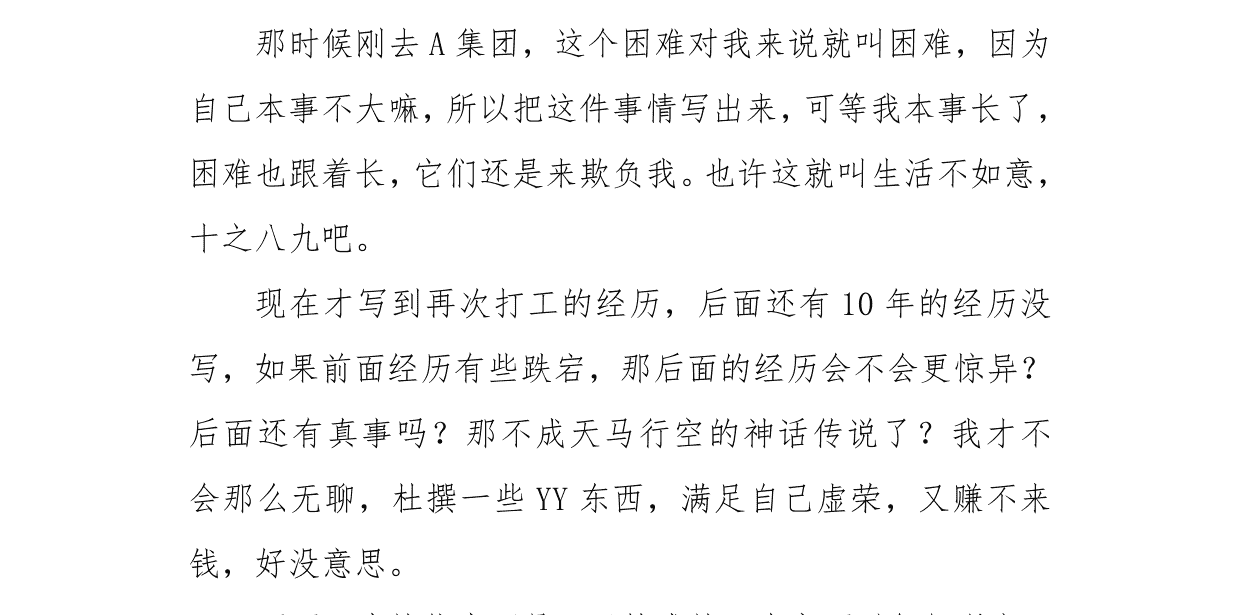 那时候刚去 A 集团，这个困难对我来说就叫困难，因为
自己本事不大嘛，所以把这件事情写出来，可等我本事长了，
困难也跟着长，它们还是来欺负我。也许这就叫生活不如意，
十之八九吧。
现在才写到再次打工的经历，后面还有 10 年的经历没
写，如果前面经历有些跌宕，那后面的经历会不会更惊异？
后面还有真事吗？那不成天马行空的神话传说了？我才不
会那么无聊，杜撰一些 YY 东西，满足自己虚荣，又赚不来
钱，好没意思。